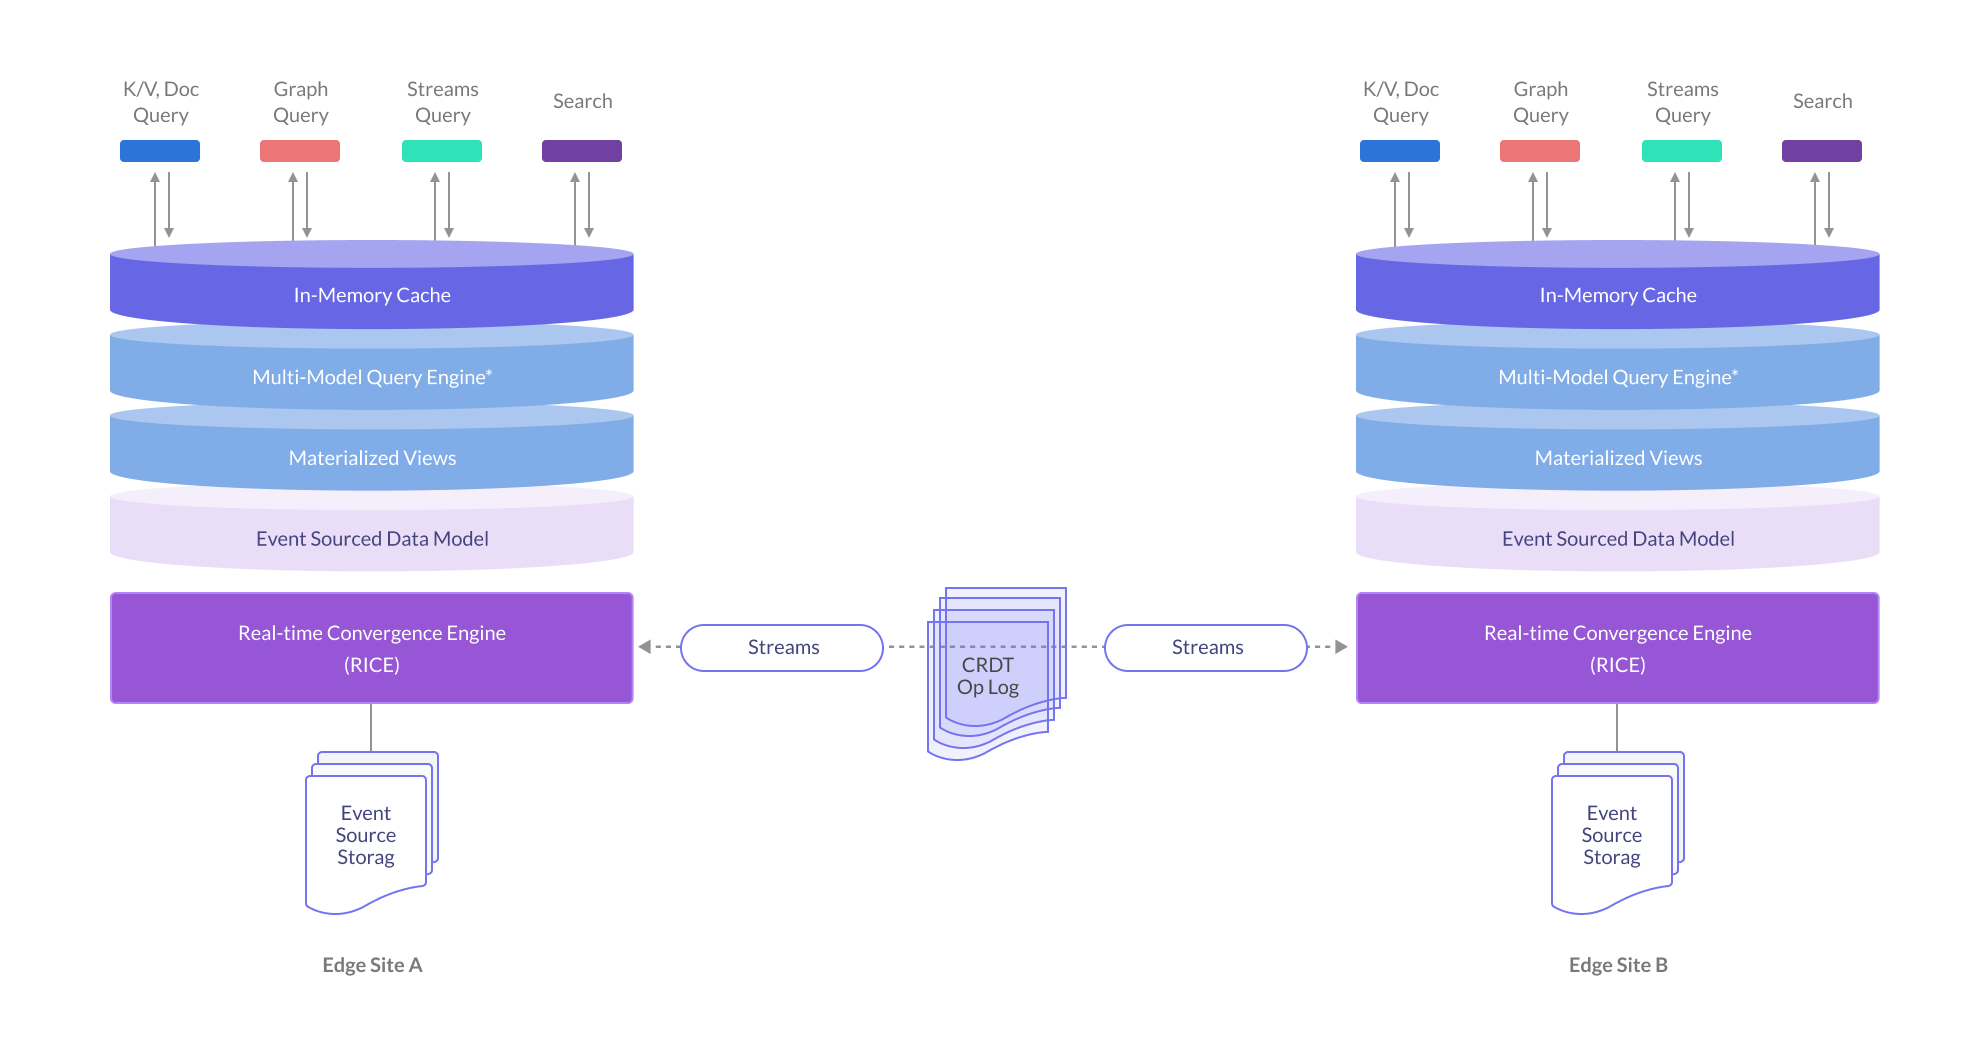 K/V, Doc
Query
Graph
Query
Streams
Query
Search
In-Memory Cache
Multi-Model Query Engine*
Materialized Views
Event Sourced Data Model
Real-time Convergence Engine
(RICE)
Event
Source
Storag
Edge Site A
Streams
CRDT
Op Log
Streams
K/V, Doc
Query
Graph
Query
Streams
Query
Search
In-Memory Cache
Multi-Model Query Engine*
Materialized Views
Event Sourced Data Model
Real-time Convergence Engine
(RICE)
Event
Source
Storag
Edge Site B